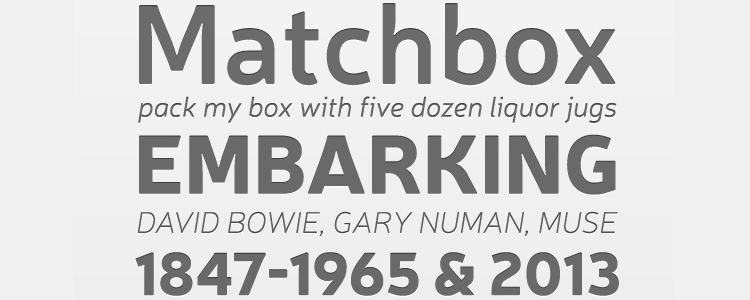 Matchbox
pack my box with five dozen liquor jugs
EMBARKING
DAVID BOWIE, GARY NUMAN, MUSE
1847-1965 & 2013